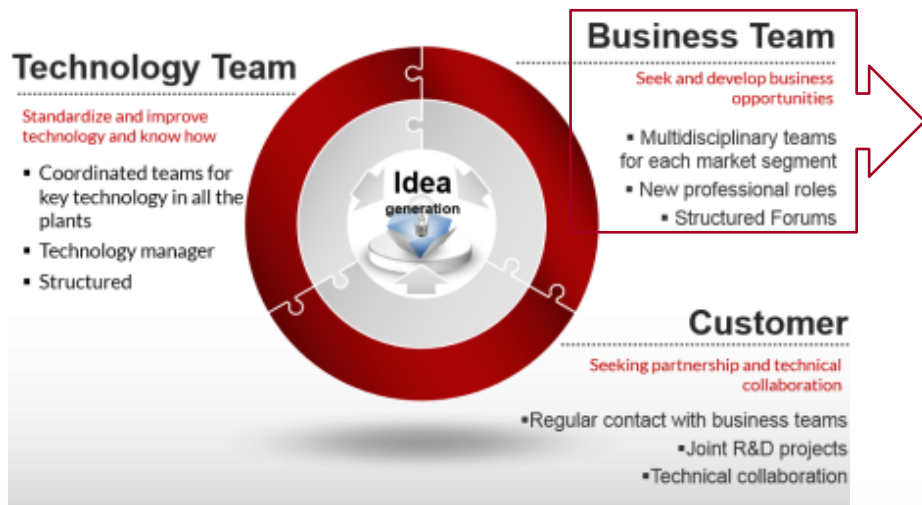 Technology Team
Standardize and improve
technology and know how
▪ Coordinated teams for
key technology in all the
plants
▪ Technology manager
▪ Structured
Idea
generation
Business Team
Seek and develop business
opportunities
▪ Multidisciplinary teams
for each market segment
▪ New professional roles
▪ Structured Forums
Customer
Seeking partnership and technical
collaboration
▪Regular contact with business teams
▪Joint R&D projects
▪Technical collaboration